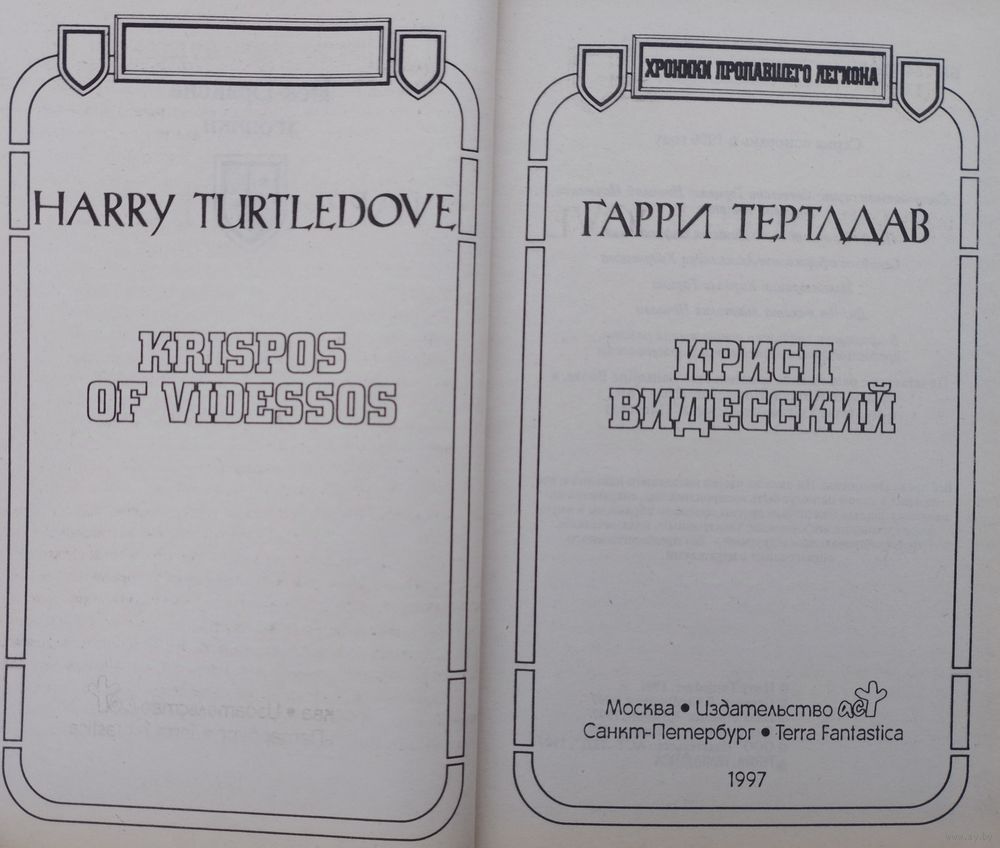 HARRY TURTLEDOVE
KRISPOS
OF VIDESSOS
ХРОНИКИ ПРОПАВШЕГО ЛЕГИОНА
ГАРРИ ТЕРТЛДАВ
КРИСП
ВИДЕССКИЙ
Москва • Издательство аст
Санкт-Петербург • Terra Fantastica
1997